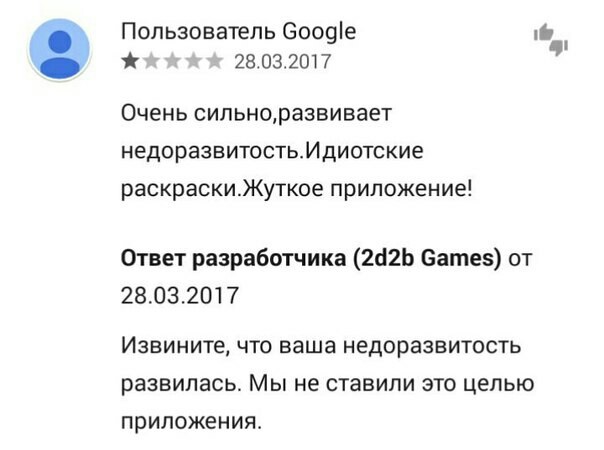 Пользователь Google
28.03.2017
Очень сильно,развивает
недоразвитость.Идиотские
раскраски.Жуткое приложение!
Ответ разработчика (2d2b Games) от
28.03.2017
Извините, что ваша недоразвитость
развилась. Мы не ставили это целью
приложения.